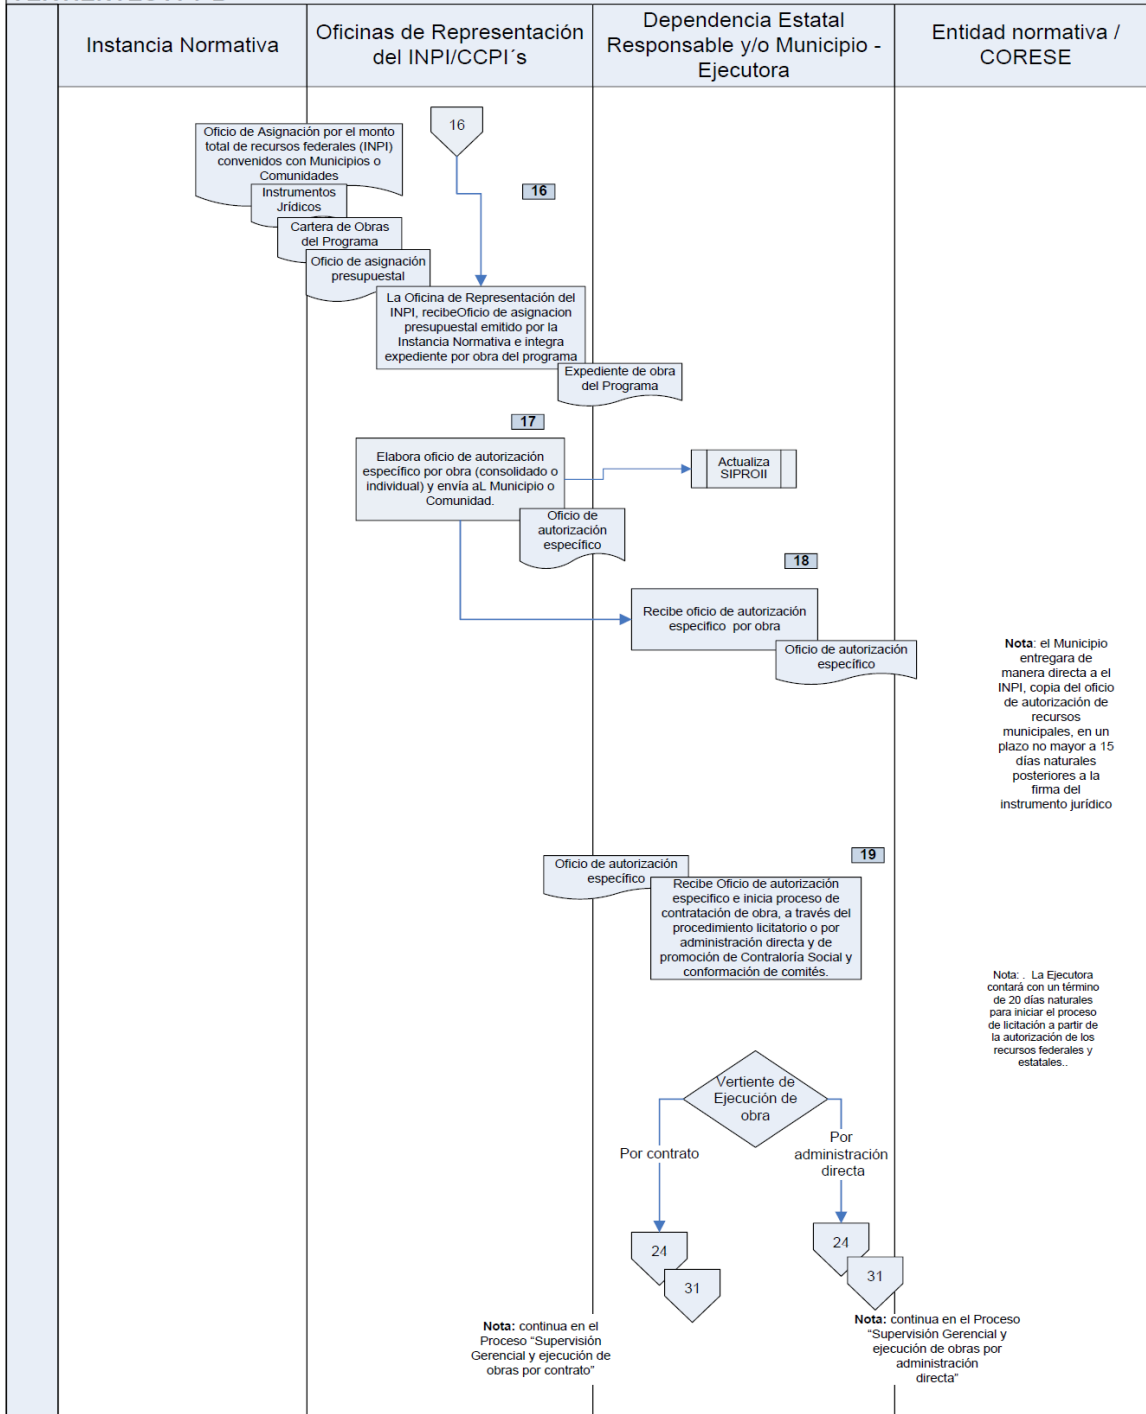 Instancia Normativa
Oficinas de Representación
del INPI/CCPI´s
Dependencia Estatal
Responsable y/o Municipio -
Ejecutora
Entidad normativa /
CORESE
16
Oficio de Asignación por el monto
total de recursos federales (INPI)
convenidos con Municipios o
Comunidades
Instrumentos
Jrídicos
Cartera de Obras
del Programa
Oficio de asignación
presupuestal
16
La Oficina de Representación del
INPI, recibeOficio de asignacion
presupuestal emitido por la
Instancia Normativa e integra
expediente por obra del programa
Expediente de obra
del Programa
17
Elabora oficio de autorización
específico por obra (consolidado o
individual) y envía aL Municipio o
Comunidad.
Actualiza
SIPROII
Oficio de
autorización
específico
18
Recibe oficio de autorización
especifico por obra
Oficio de autorización
específico
Nota: el Municipio
entregara de
manera directa a el
INPI, copia del oficio
de autorización de
recursos
municipales, en un
plazo no mayor a 15
días naturales
posteriores a la
firma del
instrumento jurídico
19
Oficio de autorización
específico
Recibe Oficio de autorización
especifico e inicia proceso de
contratación de obra, a través del
procedimiento licitatorio o por
administración directa y de
promoción de Contraloría Social y
conformación de comités.
Nota: . La Ejecutora
contará con un término
de 20 días naturales
para iniciar el proceso
de licitación a partir de
la autorización de los
recursos federales y
estatales..
Vertiente de
Ejecución de
obra
Por contrato
Por
administración
directa
24
31
24
31
Nota: continua en el
Proceso “Supervisión
Gerencial y ejecución de
obras por contrato”
Nota: continua en el Proceso
“Supervisión Gerencial y
ejecución de obras por
administración
directa”